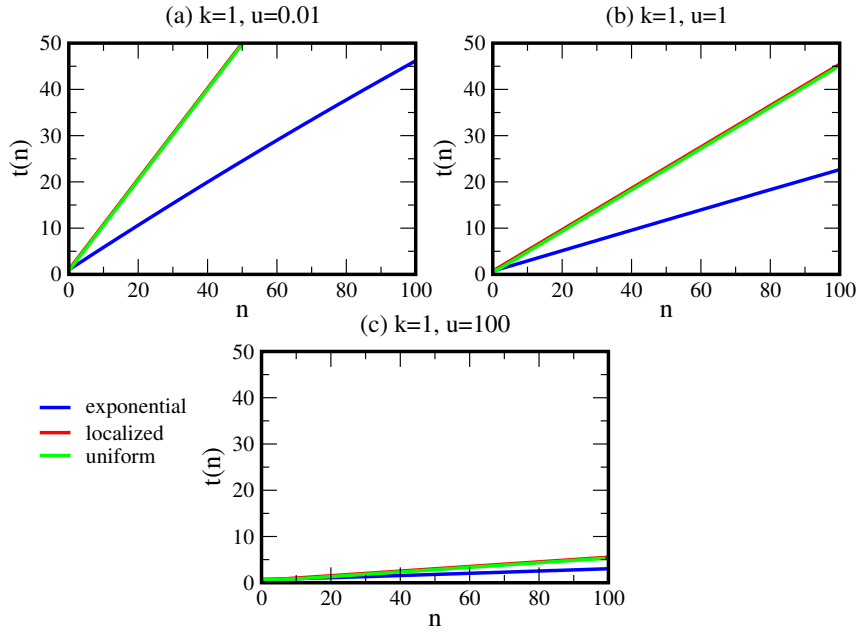 (a) k=1, u=0.01
50
40
30
20
10
0
t(n)
0 20 40 60 80 100
n
(b) k=1, u=1
50
40
30
20
10
0
t(n)
0 20 40 60 80 100
n
(c) k=1, u=100
50
40
30
20
10
0
t(n)
0 20 40 60 80 100
n
exponential
localized
uniform